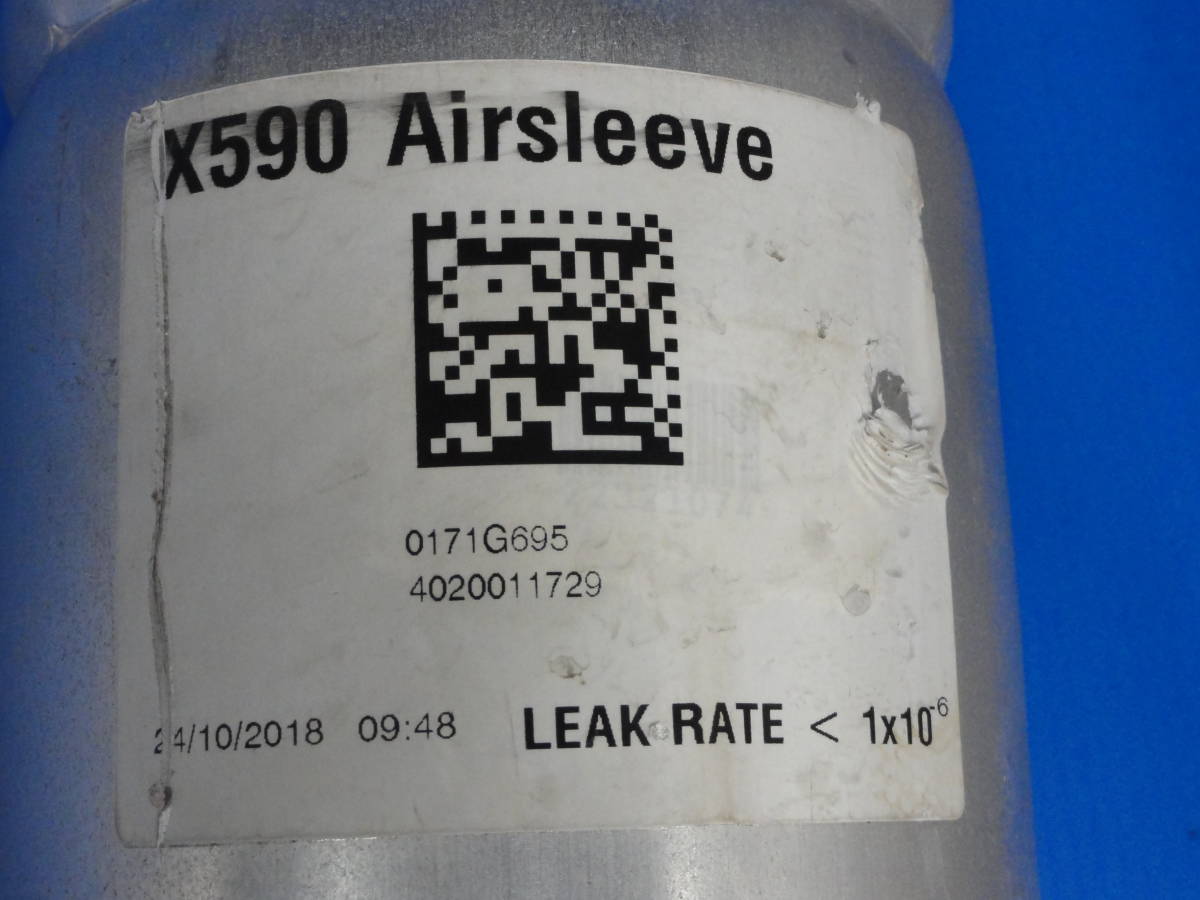 X590 Airsleeve
0171G695
4020011729
24/10/2018 09:48 LEAK RATE < 1x10⁻⁶